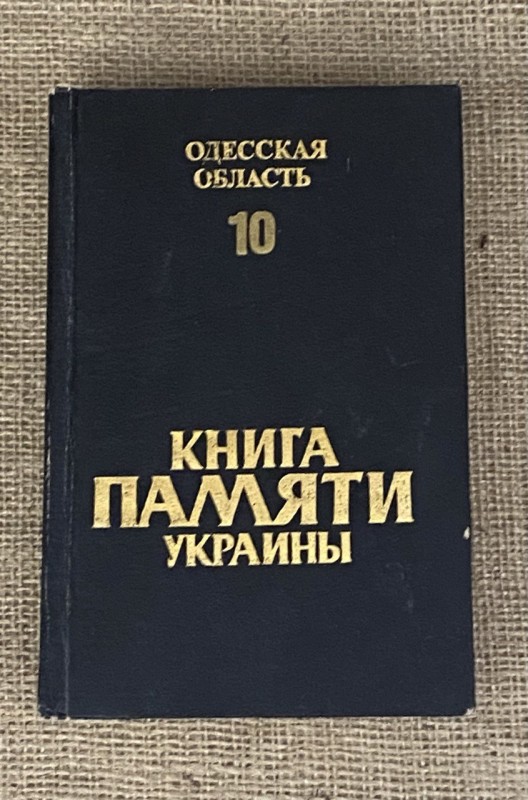 ОДЕССКАЯ
ОБЛАСТЬ
10
КНИГА
ПАМЯТИ
УКРАИНЫ